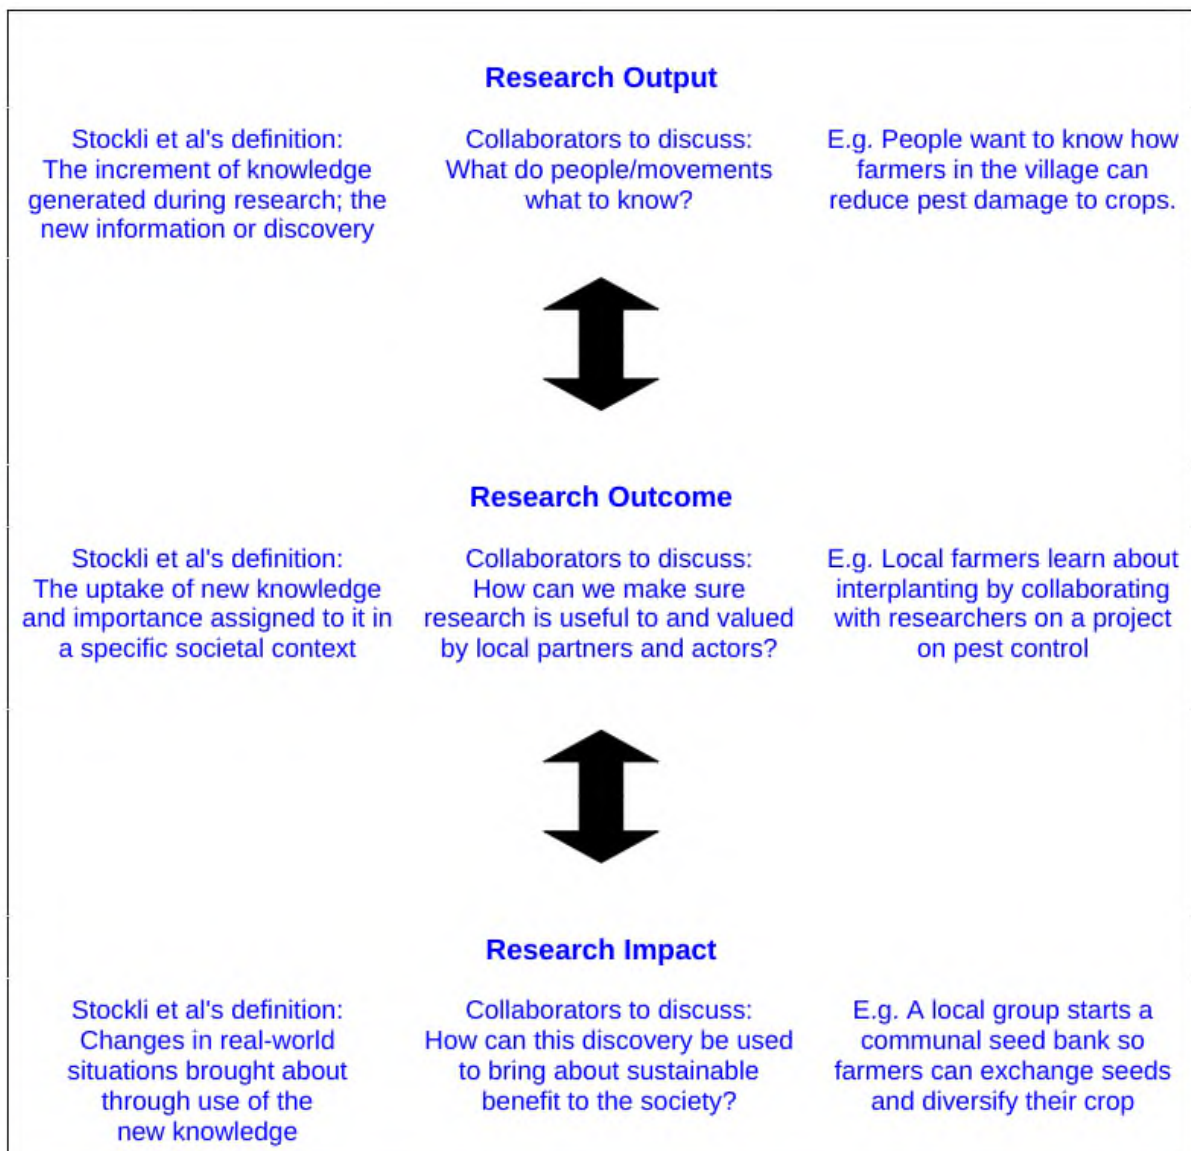 Research Output
Stockli et al's definition:
The increment of knowledge
generated during research; the
new information or discovery
Collaborators to discuss:
What do people/movements
what to know?
E.g. People want to know how
farmers in the village can
reduce pest damage to crops.
Research Outcome
Stockli et al's definition:
The uptake of new knowledge
and importance assigned to it in
a specific societal context
Collaborators to discuss:
How can we make sure
research is useful to and valued
by local partners and actors?
E.g. Local farmers learn about
interplanting by collaborating
with researchers on a project
on pest control
Research Impact
Stockli et al's definition:
Changes in real-world
situations brought about
through use of the
new knowledge
Collaborators to discuss:
How can this discovery be used
to bring about sustainable
benefit to the society?
E.g. A local group starts a
communal seed bank so
farmers can exchange seeds
and diversify their crop